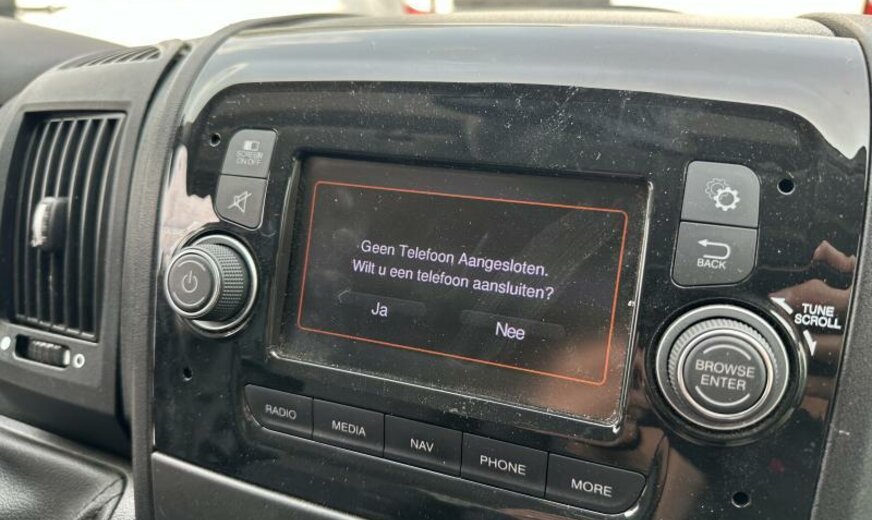 SCREEN
ON OFF
Geen Telefoon Aangesloten.
Wilt u een telefoon aansluiten?
Ja
Nee
BACK
TUNE
SCROLL
BROWSE
ENTER
RADIO
MEDIA
NAV
PHONE
MORE